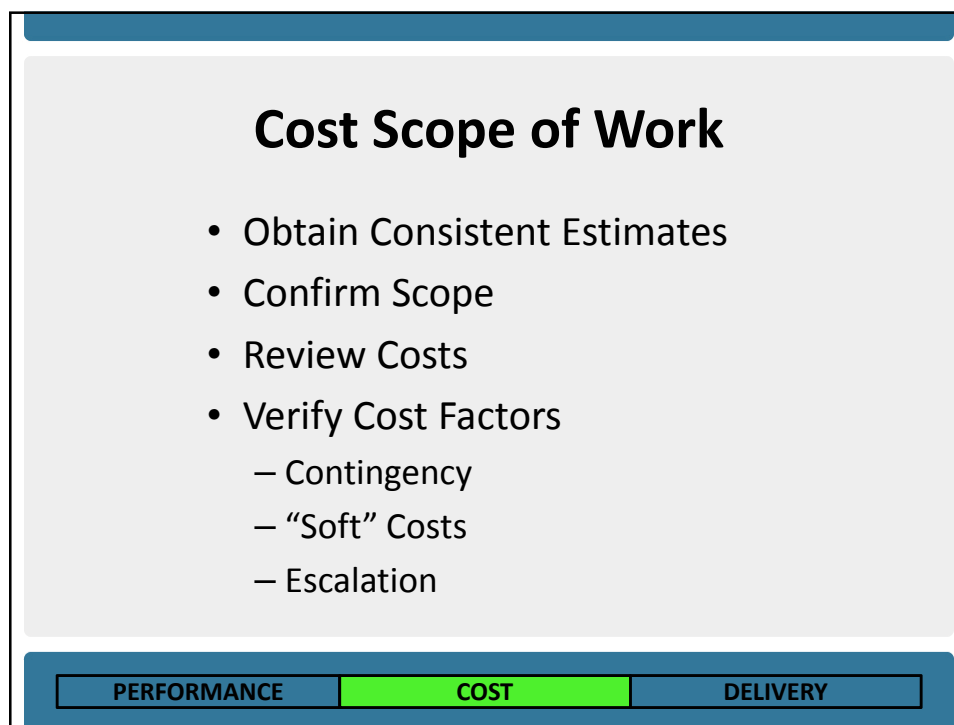 Cost Scope of Work
• Obtain Consistent Estimates
• Confirm Scope
• Review Costs
• Verify Cost Factors
– Contingency
– “Soft” Costs
– Escalation
PERFORMANCE COST DELIVERY